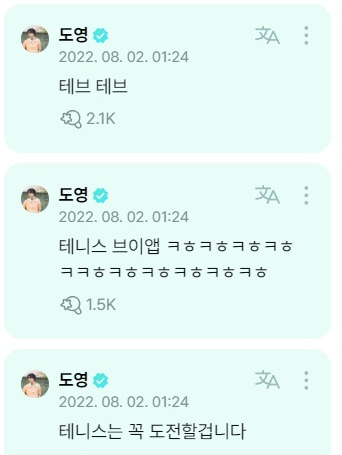 도영
2022. 08. 02. 01:24
테브 테브
2.1K
도영
2022. 08. 02. 01:24
테니스 브이앱 ㅋㅎㅋㅎㅋㅎㅋㅎ
ㅋㅋㅎㅋㅎㅋㅎㅋㅎㅋㅎㅋㅎ
1.5K
도영
2022. 08. 02. 01:24
테니스는 꼭 도전할겁니다